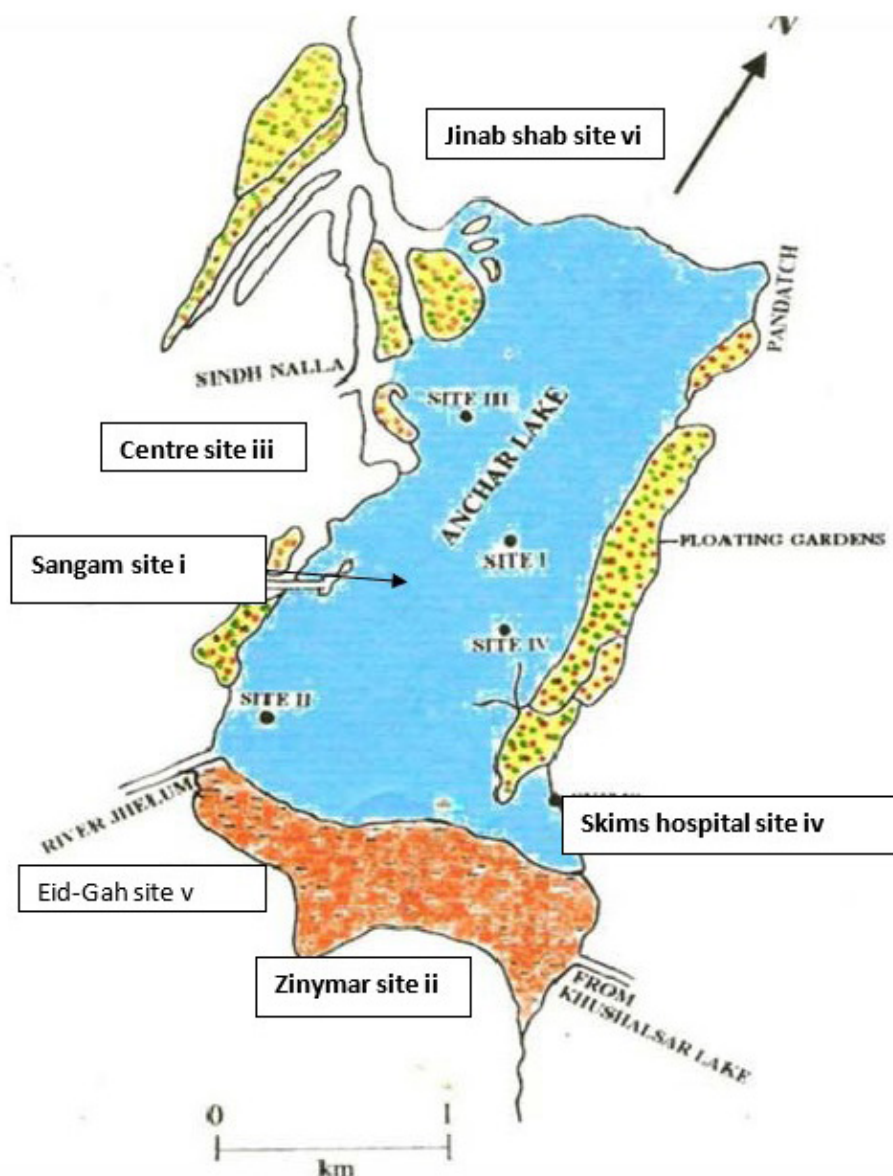 N
Jinab shab site vi
PANDATCH
SINDH NALLA
SITE III
Centre site iii
ANCHAR LAKE
SITE I
FLOATING GARDENS
Sangam site i
SITE IV
SITE II
RIVER JHELUM
Skims hospital site iv
Eid-Gah site v
Zinymar site ii
FROM
KHUSHALSAR LAKE
0 1
km